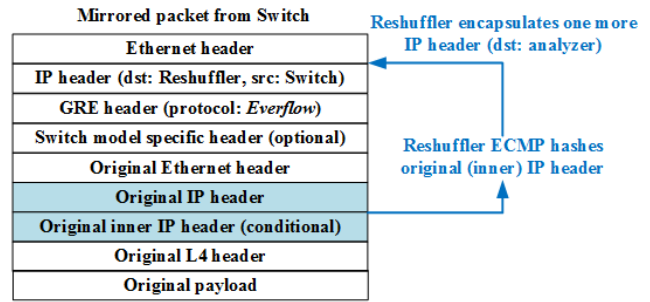 Mirrored packet from Switch
Ethernet header
IP header (dst: Reshuffler, src: Switch)
GRE header (protocol: Everflow)
Switch model specific header (optional)
Original Ethernet header
Original IP header
Original inner IP header (conditional)
Original L4 header
Original payload
Reshuffler encapsulates one more
IP header (dst: analyzer)
Reshuffler ECMP hashes
original (inner) IP header